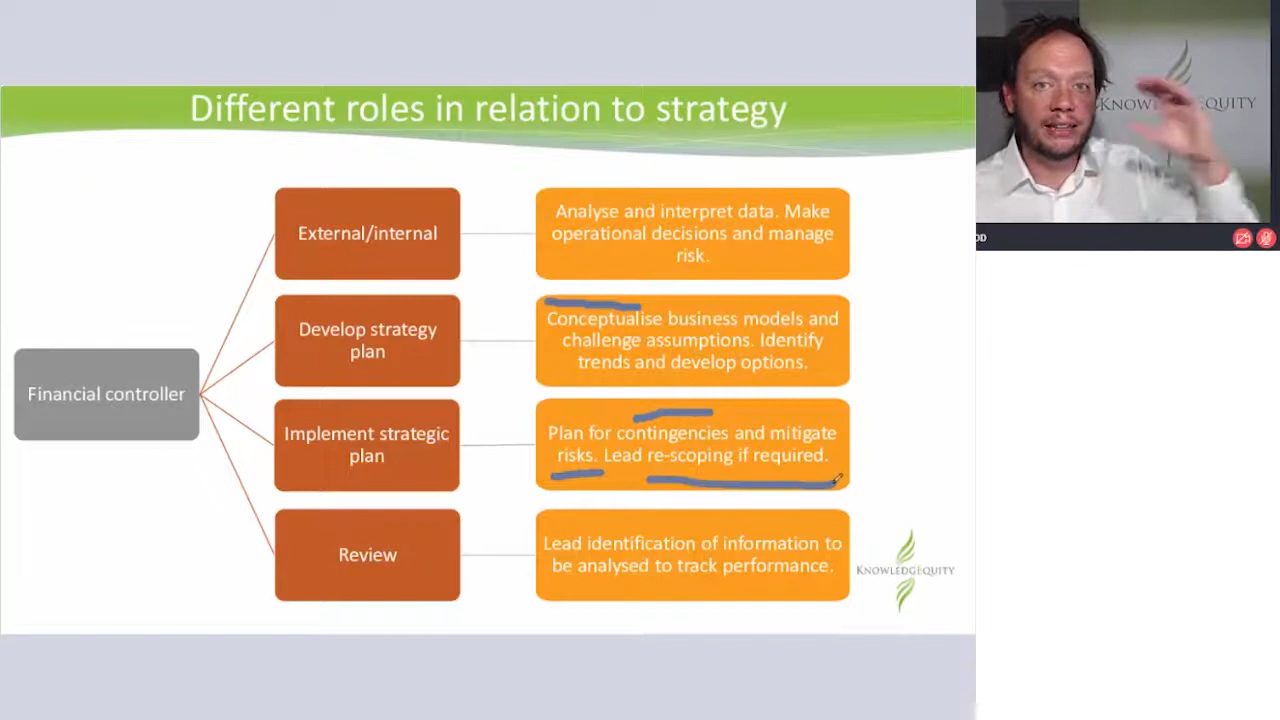 Different roles in relation to strategy
KNOWLEDGEQUITY
OD
External/internal
Analyse and interpret data. Make
operational decisions and manage
risk.
Financial controller
Develop strategy
plan
Conceptualise business models and
challenge assumptions. Identify
trends and develop options.
Implement strategic
plan
Plan for contingencies and mitigate
risks. Lead re-scoping if required.
Review
Lead identification of information to
be analysed to track performance.
KNOWLEDGEQUITY